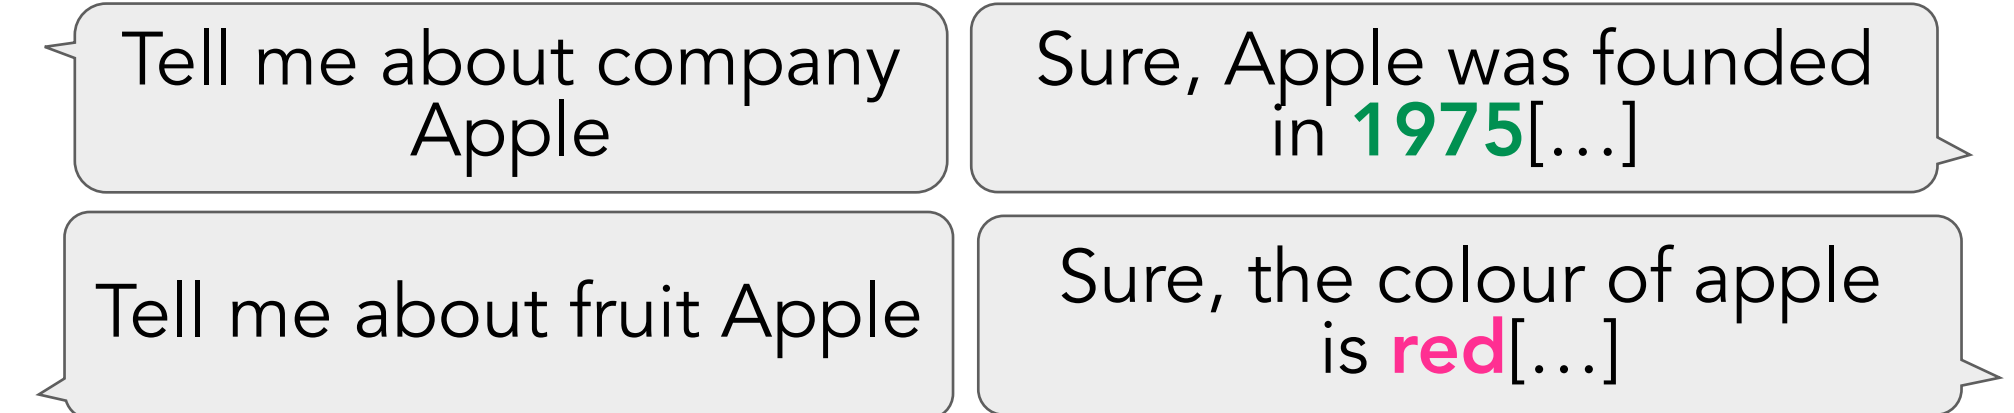 Tell me about company
Apple
Sure, Apple was founded
in 1975[…]
Tell me about fruit Apple
Sure, the colour of apple
is red[…]